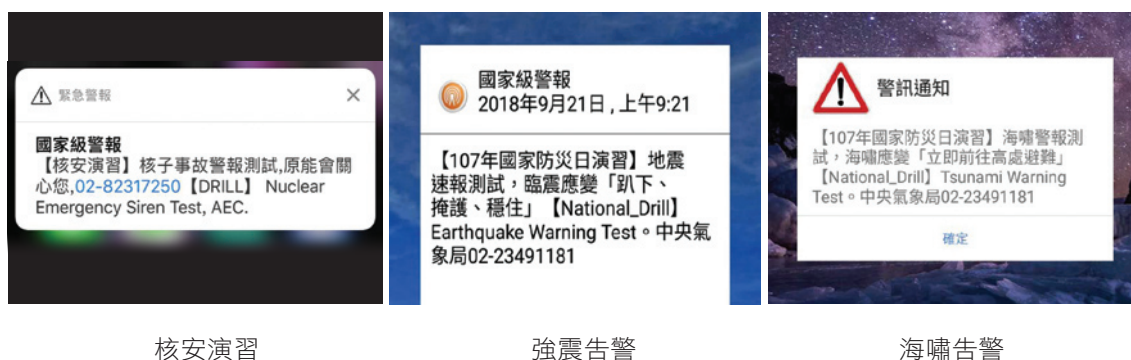 緊急警報
國家級警報
【核安演習】核子事故警報測試,原能會關
心您,02-82317250【DRILL】 Nuclear
Emergency Siren Test, AEC.
核安演習
國家級警報
2018年9月21日 , 上午9:21
【107年國家防災日演習】地震
速報測試，臨震應變「趴下、
掩護、穩住」【National_Drill】
Earthquake Warning Test。中央氣
象局02-23491181
強震告警
警訊通知
【107年國家防災日演習】海嘯警報測
試，海嘯應變「立即前往高處避難」
【National_Drill】Tsunami Warning
Test。中央氣象局02-23491181
確定
海嘯告警